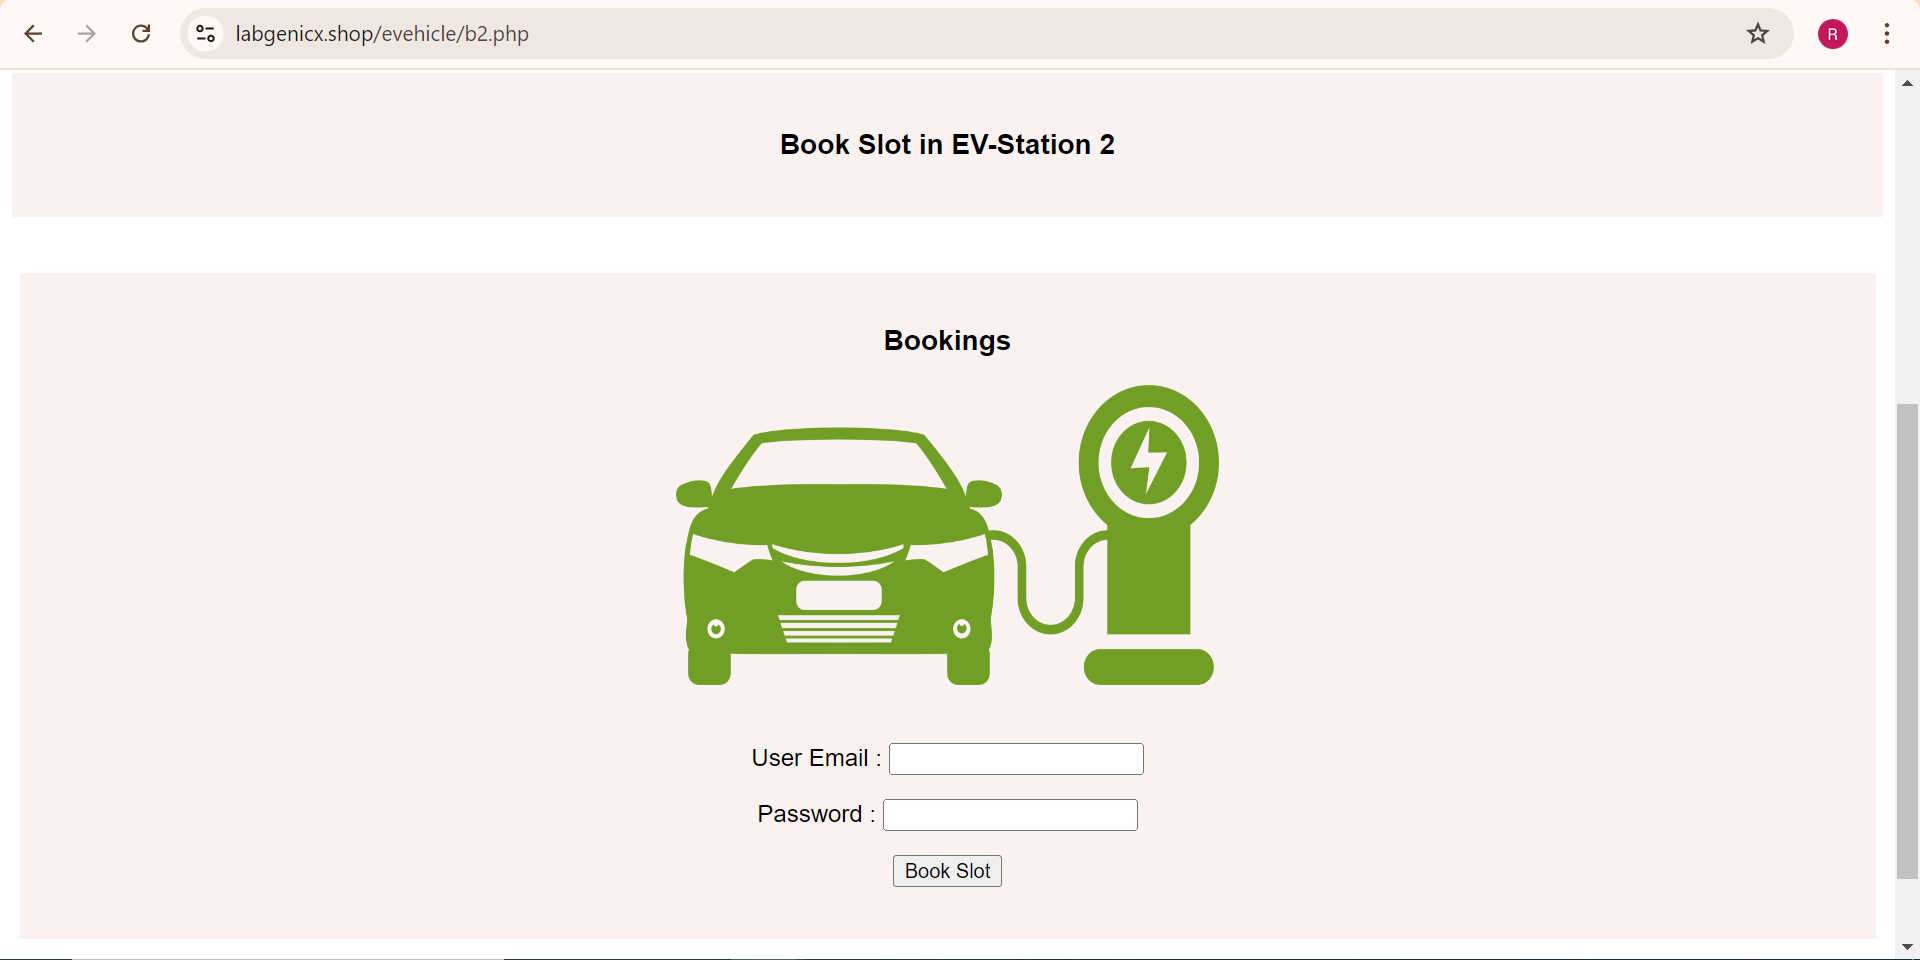 labgenicx.shop/evehicle/b2.php
R
Book Slot in EV-Station 2
Bookings
User Email :
Password :
Book Slot